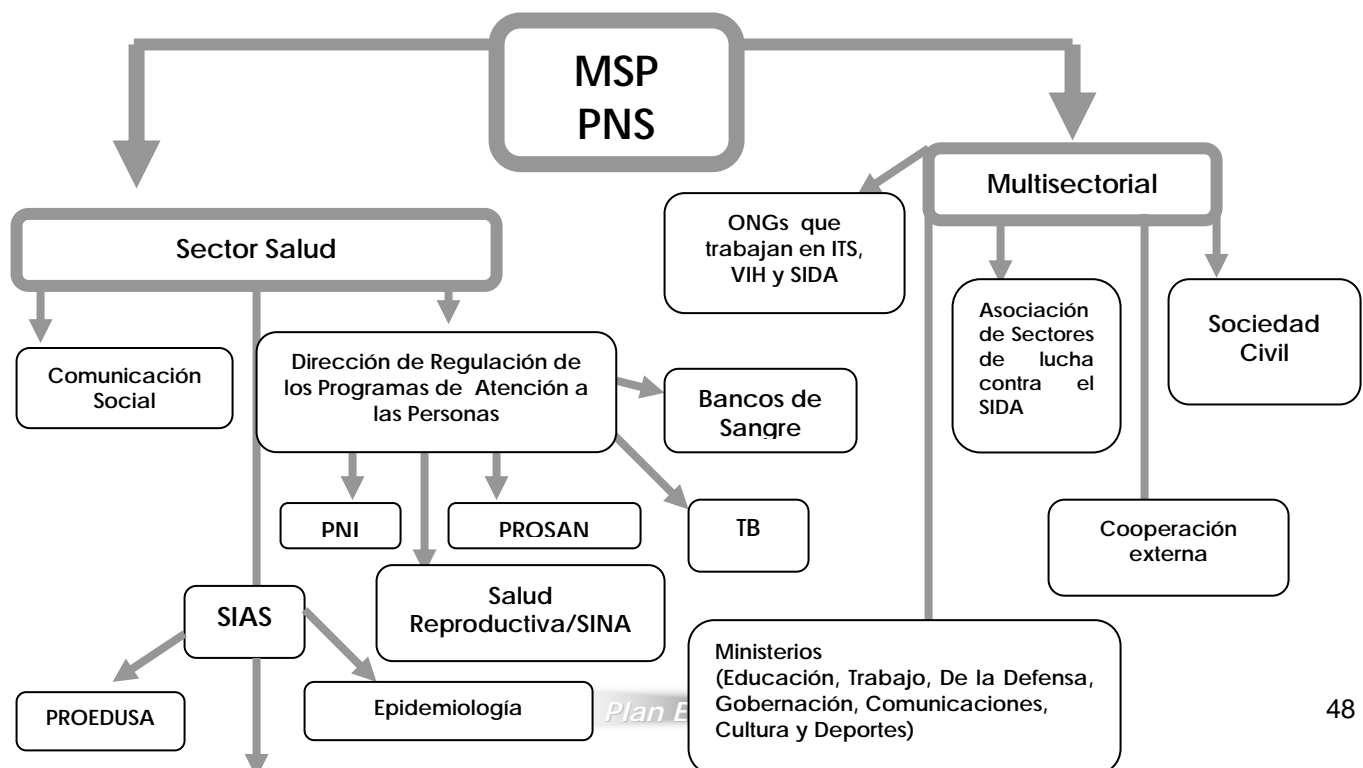 MSP
PNS
Sector Salud
Multisectorial
ONGs que
trabajan en ITS,
VIH y SIDA
Asociación
de Sectores
de lucha
contra el
SIDA
Sociedad
Civil
Comunicación
Social
Dirección de Regulación de
los Programas de Atención a
las Personas
Bancos de
Sangre
PNI
PROSAN
TB
Cooperación
externa
SIAS
Salud
Reproductiva/SINA
Ministerios
(Educación, Trabajo, De la Defensa,
Gobernación, Comunicaciones,
Cultura y Deportes)
PROEDUSA
Epidemiología
Plan
48